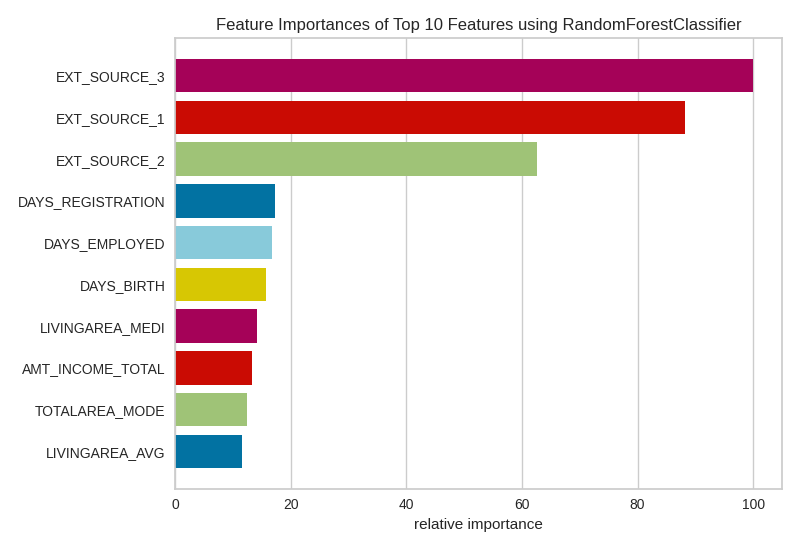 Feature Importances of Top 10 Features using RandomForestClassifier
EXT_SOURCE_3
EXT_SOURCE_1
EXT_SOURCE_2
DAYS_REGISTRATION
DAYS_EMPLOYED
DAYS_BIRTH
LIVINGAREA_MEDI
AMT_INCOME_TOTAL
TOTALAREA_MODE
LIVINGAREA_AVG
0 20 40 60 80 100
relative importance